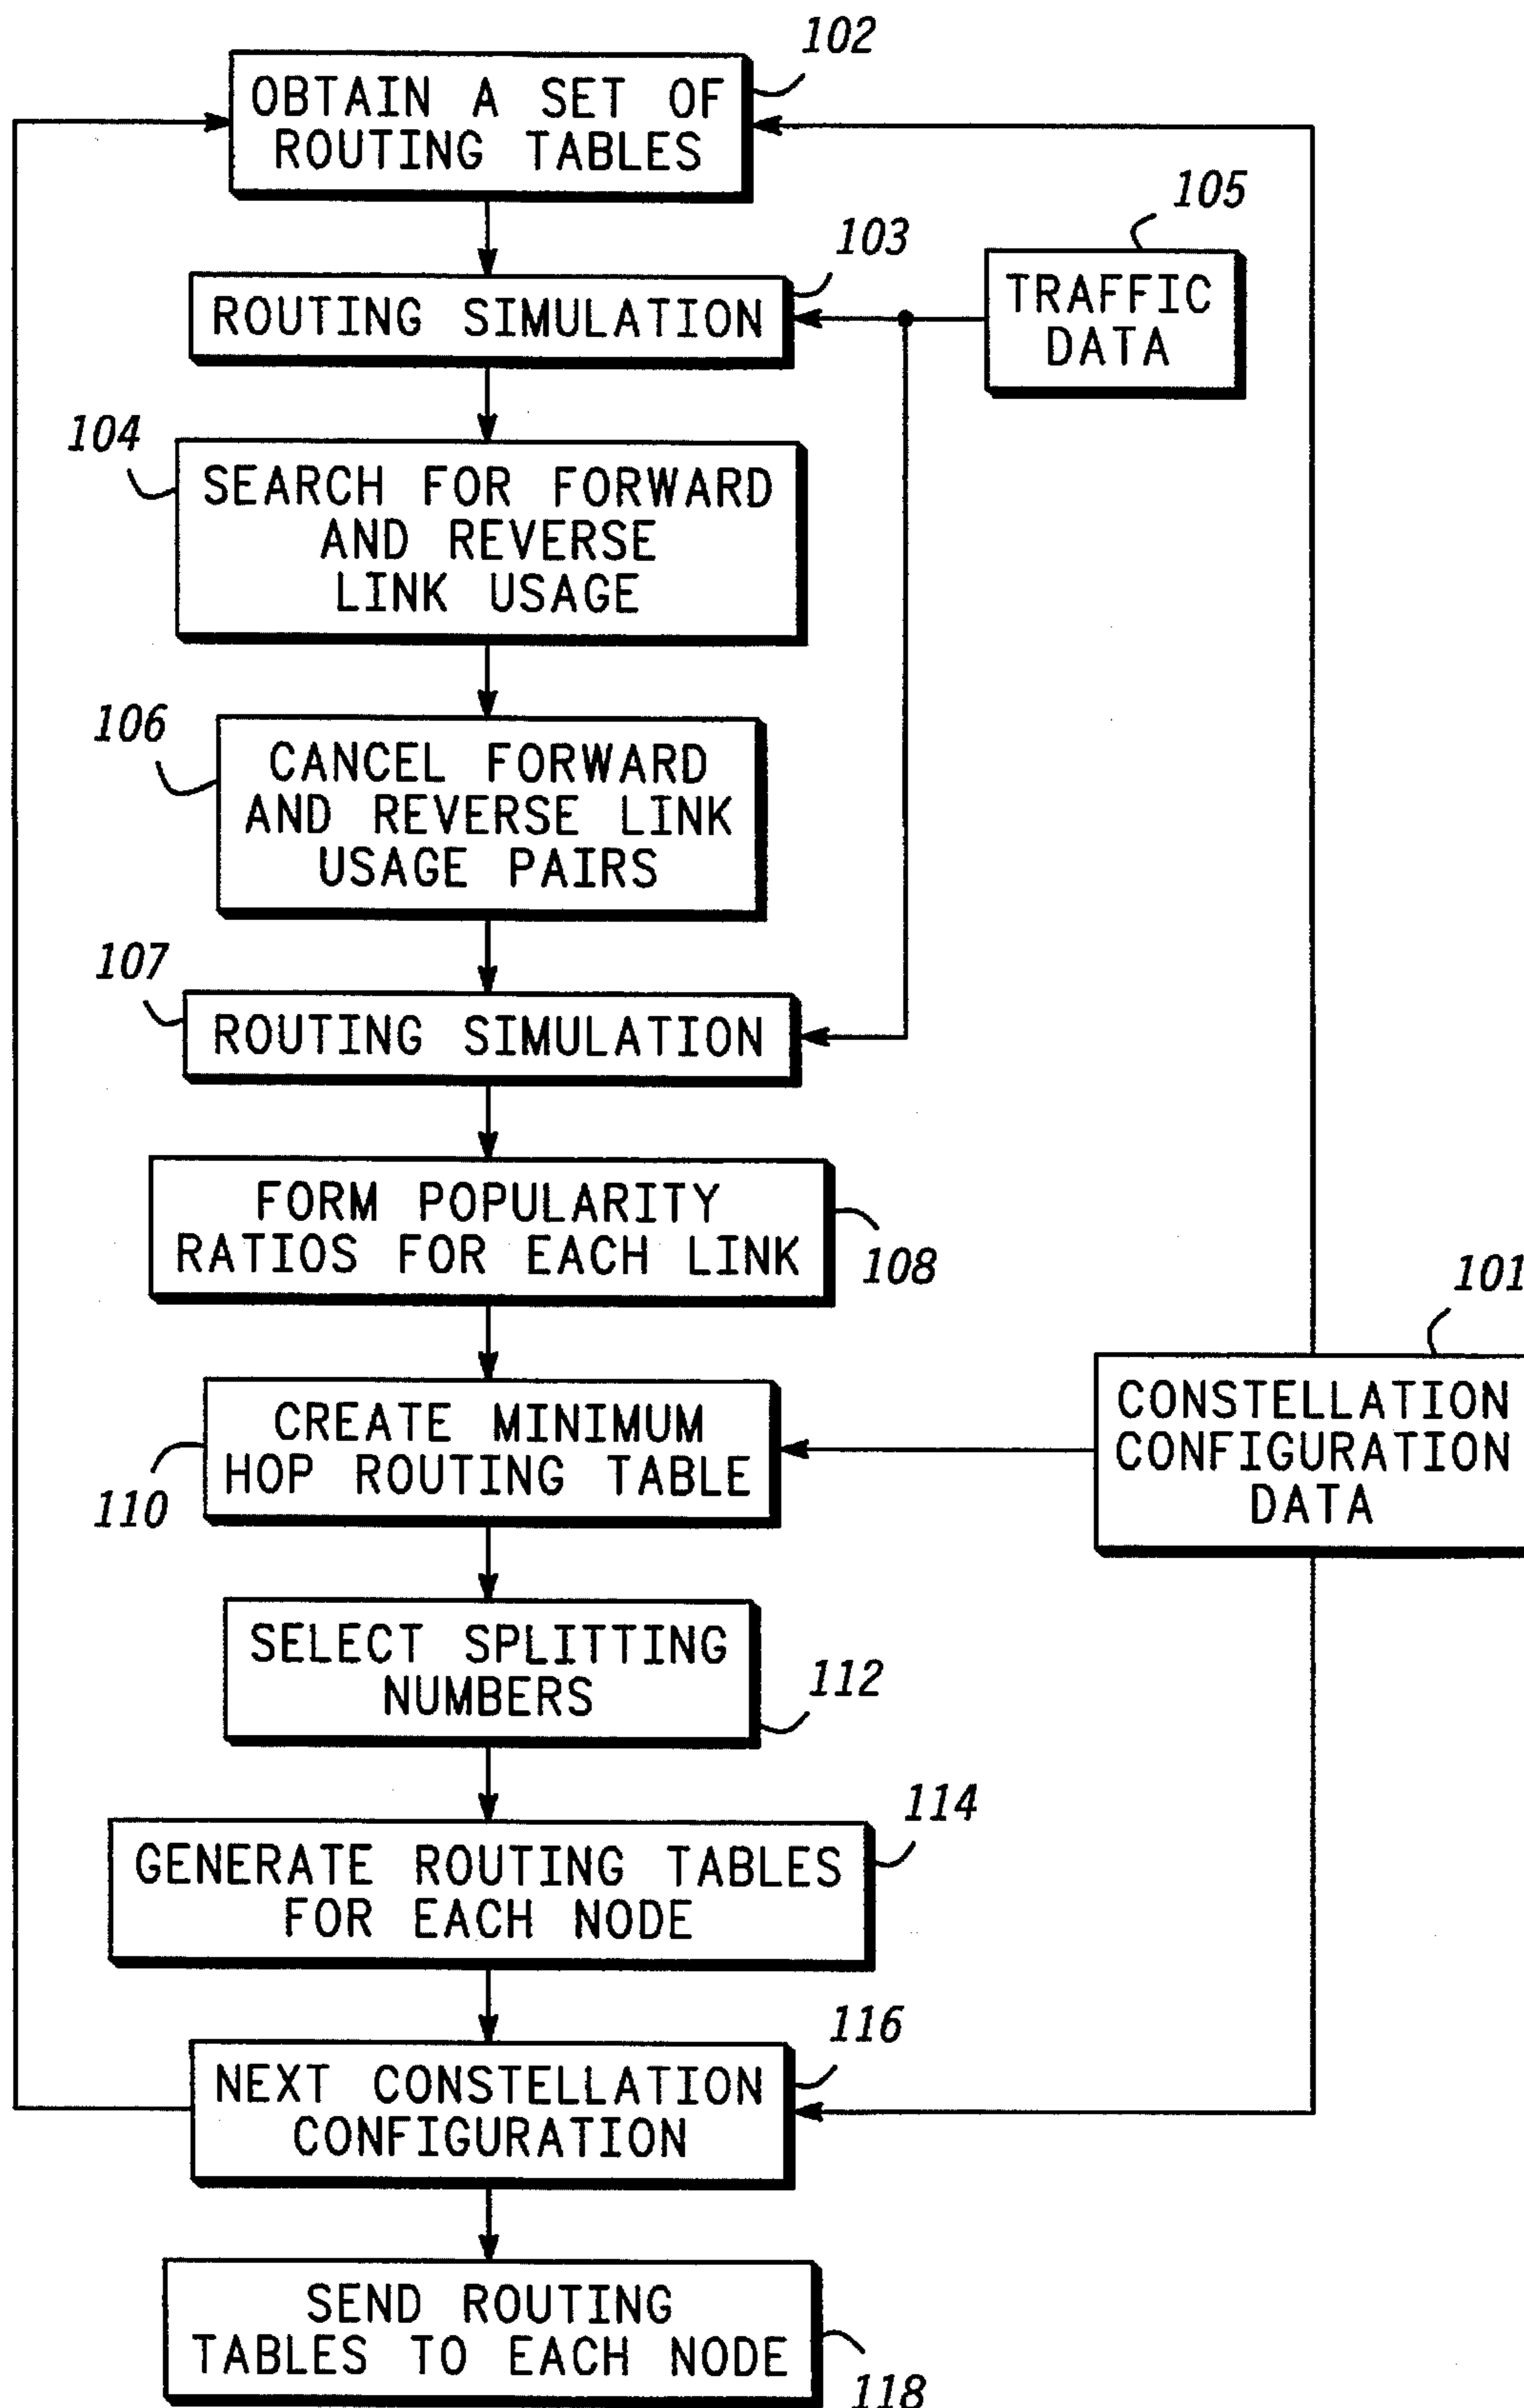 102
OBTAIN A SET OF
ROUTING TABLES
105
103
ROUTING SIMULATION
TRAFFIC
DATA
104
SEARCH FOR FORWARD
AND REVERSE
LINK USAGE
106
CANCEL FORWARD
AND REVERSE LINK
USAGE PAIRS
107
ROUTING SIMULATION
FORM POPULARITY
RATIOS FOR EACH LINK
108
101
CONSTELLATION
CONFIGURATION
DATA
CREATE MINIMUM
HOP ROUTING TABLE
110
SELECT SPLITTING
NUMBERS
112
114
GENERATE ROUTING TABLES
FOR EACH NODE
116
NEXT CONSTELLATION
CONFIGURATION
SEND ROUTING
TABLES TO EACH NODE
118